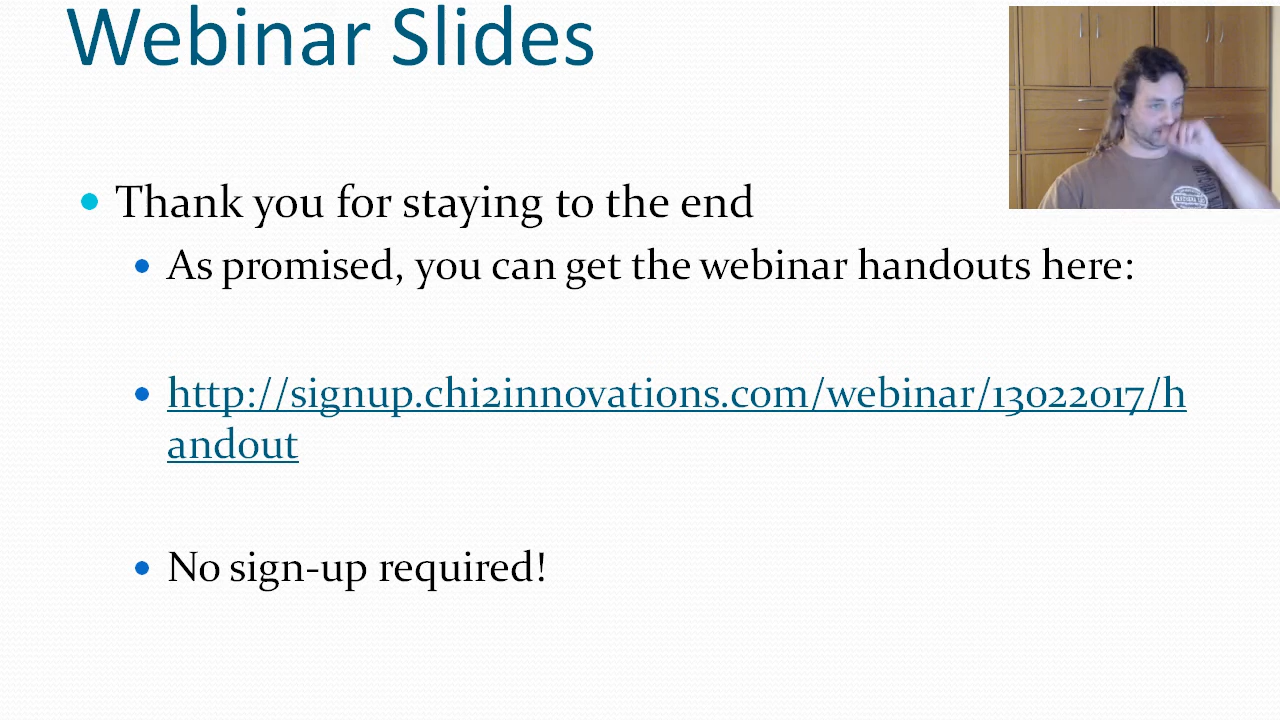 Webinar Slides
Thank you for staying to the end
As promised, you can get the webinar handouts here:
http://signup.chi2innovations.com/webinar/13022017/h
andout
No sign-up required!